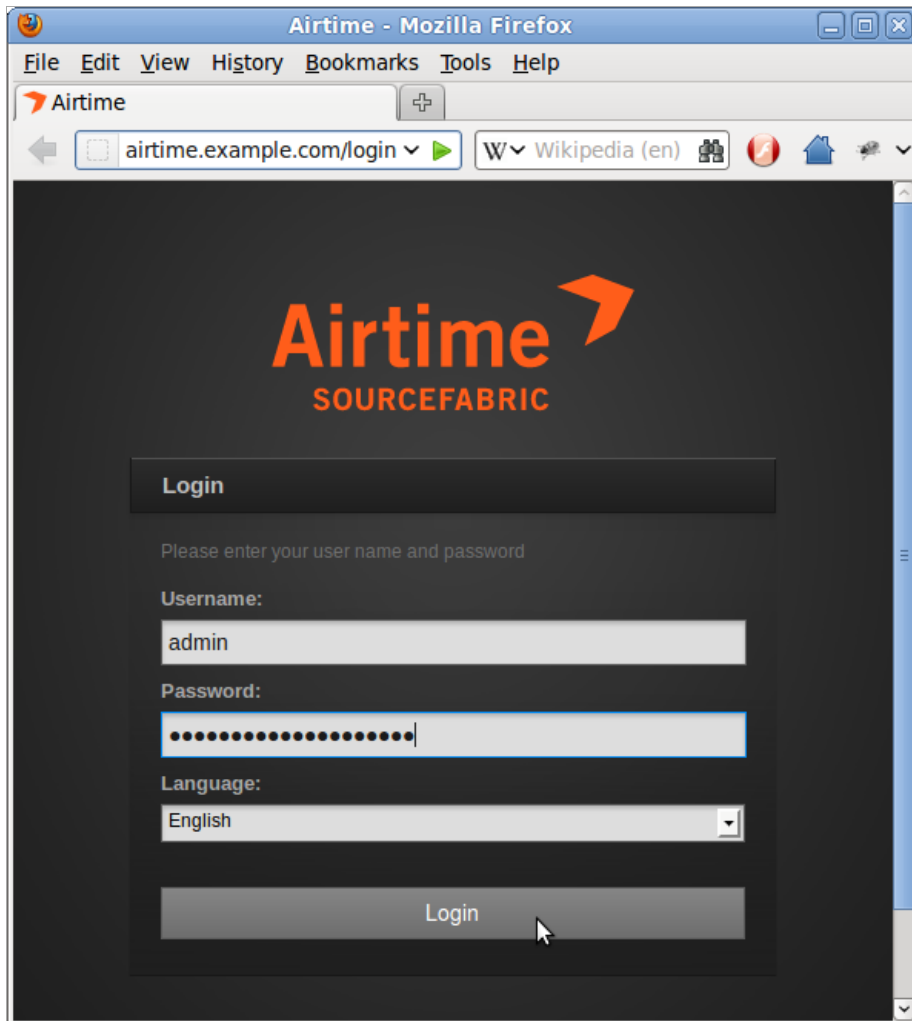 Airtime - Mozilla Firefox
File Edit View History Bookmarks Tools Help
Airtime
airtime.example.com/login W Wikipedia (en)
Airtime
SOURCEFABRIC
Login
Please enter your user name and password
Username:
admin
Password:
••••••••••••••••••••
Language:
English
Login